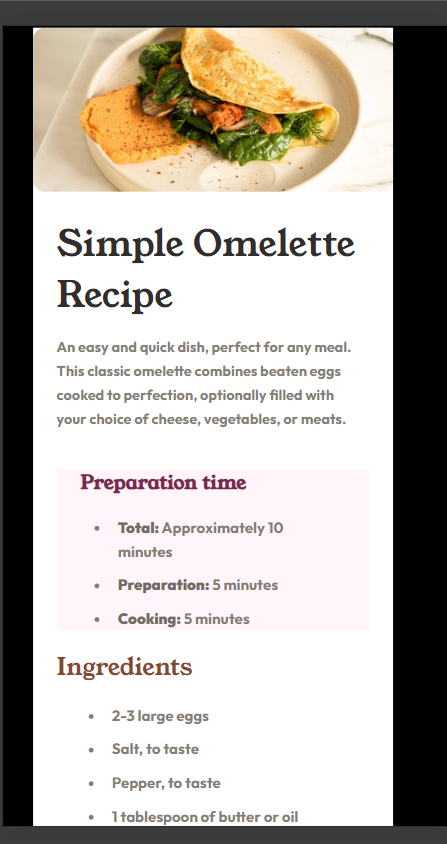 Simple Omelette
Recipe
An easy and quick dish, perfect for any meal.
This classic omelette combines beaten eggs
cooked to perfection, optionally filled with
your choice of cheese, vegetables, or meats.
Preparation time
• Total: Approximately 10
minutes
• Preparation: 5 minutes
• Cooking: 5 minutes
Ingredients
• 2-3 large eggs
• Salt, to taste
• Pepper, to taste
• 1 tablespoon of butter or oil